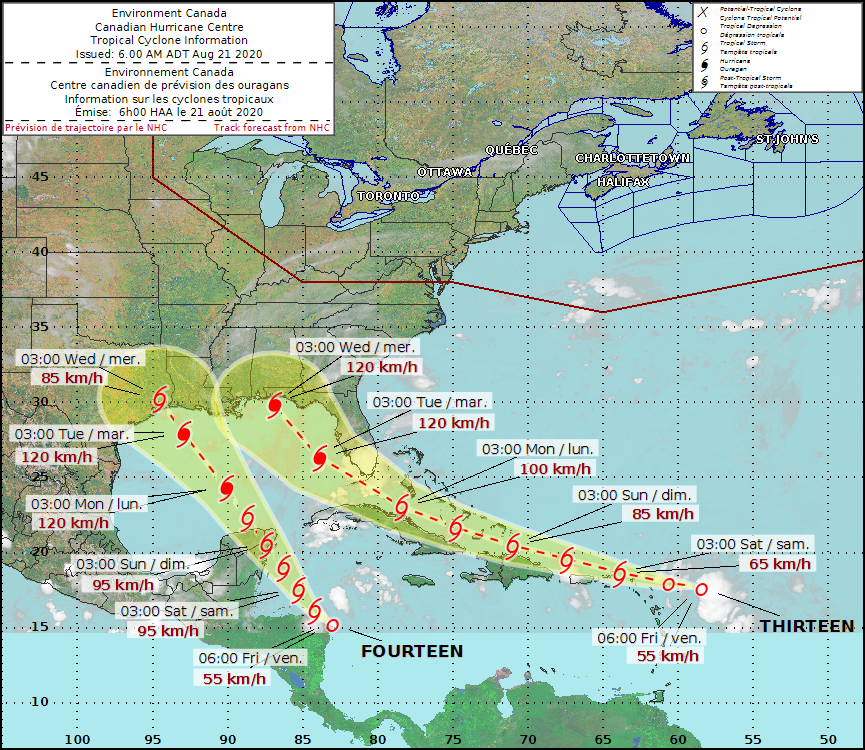 Environment Canada
Canadian Hurricane Centre
Tropical Cyclone Information
Issued: 6.00 AM ADT Aug 21 2020
Environnement Canada
Centre canadien de prévision des ouragans
Information sur les cyclones tropicaux
Émise:  6h00 HAA le 21 août 2020
Prévision de trajectoire par le NHC
Track forecast from NHC
Potential-Tropical Cyclone
Cyclone Tropical Potentiel
Tropical Depression
Dépression tropicale
Tropical Storm
Tempête tropicale
Hurricane
Ouragan
Post-Tropical Storm
Tempête post-tropicale
ST.JOHN'S
QUÉBEC
CHARLOTTETOWN
OTTAWA
HALIFAX
TORONTO
45
40
35
30
25
20
15
10
03:00 Wed / mer.
85 km/h
03:00 Wed / mer.
120 km/h
03:00 Tue / mar.
120 km/h
03:00 Tue / mar.
120 km/h
03:00 Mon / lun.
100 km/h
03:00 Mon / lun.
120 km/h
03:00 Sun / dim.
85 km/h
03:00 Sun / dim.
95 km/h
03:00 Sat / sam.
65 km/h
03:00 Sat / sam.
95 km/h
06:00 Fri / ven.
55 km/h
THIRTEEN
06:00 Fri / ven.
55 km/h
FOURTEEN
100 95 90 85 80 75 70 65 60 55 50